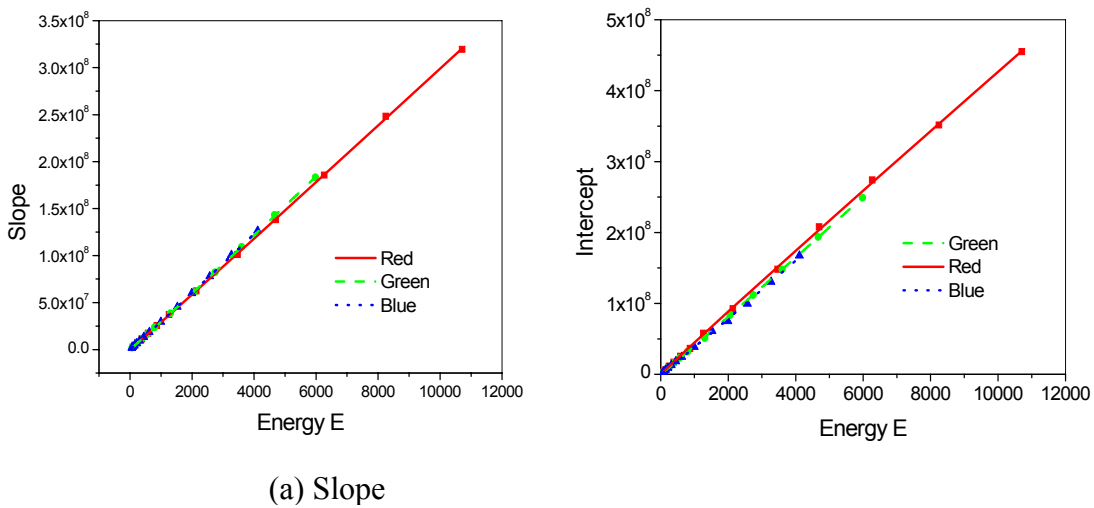 3.5x10⁸
3.0x10⁸
2.5x10⁸
2.0x10⁸
1.5x10⁸
1.0x10⁸
5.0x10⁷
0.0
Slope
Red
Green
Blue
0 2000 4000 6000 8000 10000 12000
Energy E
5x10⁸
4x10⁸
3x10⁸
2x10⁸
1x10⁸
0
Intercept
Green
Red
Blue
0 2000 4000 6000 8000 10000 12000
Energy E
(a) Slope